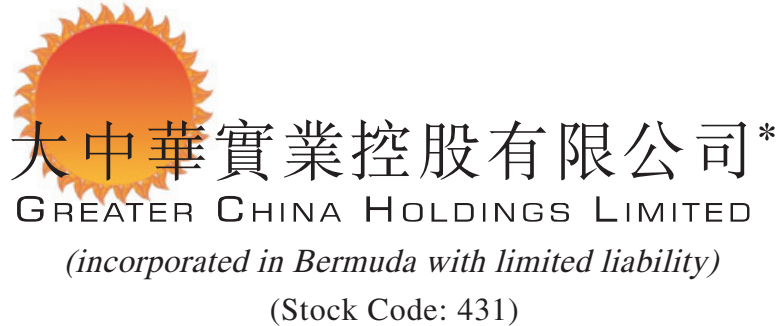 大中華實業控股有限公司*
GREATER CHINA HOLDINGS LIMITED
(incorporated in Bermuda with limited liability)
(Stock Code: 431)